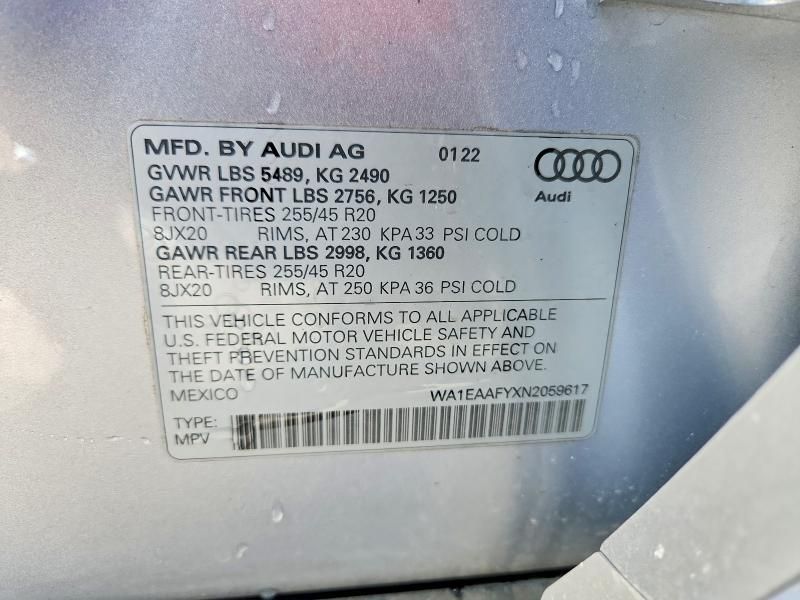 MFD. BY AUDI AG 0122
GVWR LBS 5489, KG 2490
GAWR FRONT LBS 2756, KG 1250
Audi
FRONT-TIRES 255/45 R20
8JX20 RIMS, AT 230 KPA 33 PSI COLD
GAWR REAR LBS 2998, KG 1360
REAR-TIRES 255/45 R20
8JX20 RIMS, AT 250 KPA 36 PSI COLD
THIS VEHICLE CONFORMS TO ALL APPLICABLE
U.S. FEDERAL MOTOR VEHICLE SAFETY AND
THEFT PREVENTION STANDARDS IN EFFECT ON
THE DATE OF MANUFACTURE SHOWN ABOVE.
MEXICO WA1EAAFYXN2059617
TYPE:
MPV